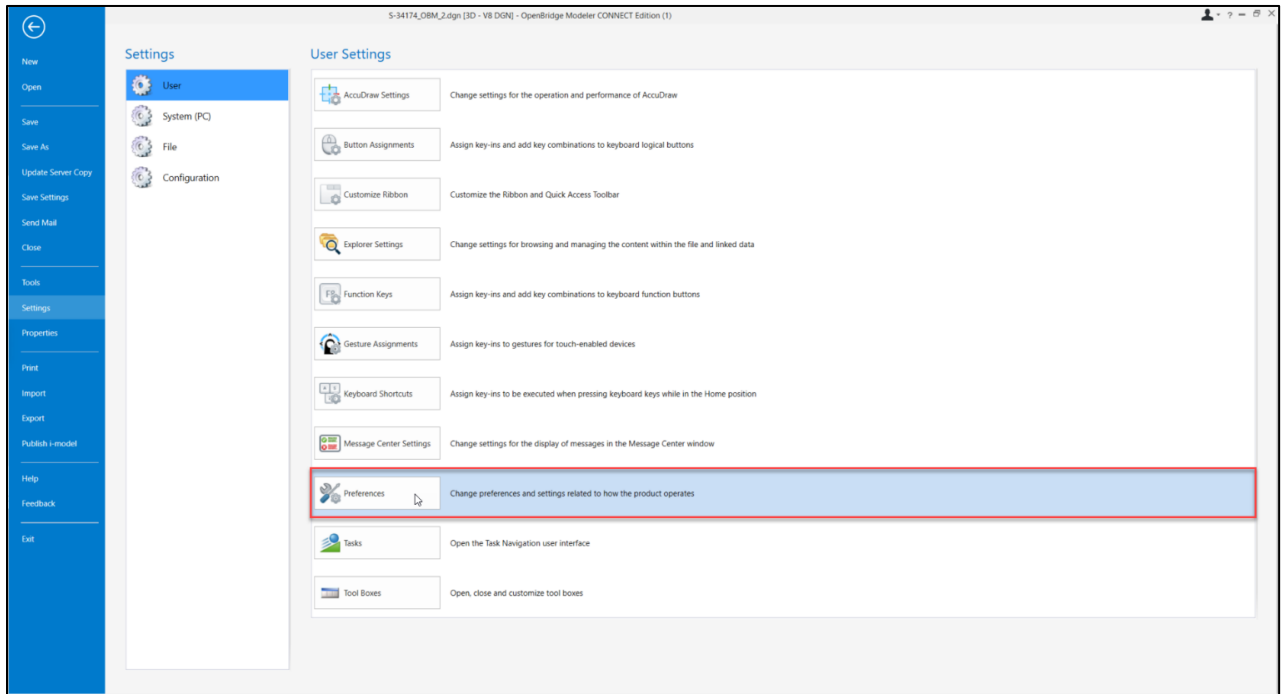 S-34174_OBM_2.dgn [3D - V8 DGN] - OpenBridge Modeler CONNECT Edition (1)
?
New
Open
Save
Save As
Update Server Copy
Save Settings
Send Mail
Close
Tools
Settings
Properties
Print
Import
Export
Publish i-model
Help
Feedback
Exit
Settings
User
System (PC)
File
Configuration
User Settings
AccuDraw Settings Change settings for the operation and performance of AccuDraw
Button Assignments Assign key-ins and add key combinations to keyboard logical buttons
Customize Ribbon Customize the Ribbon and Quick Access Toolbar
Explorer Settings Change settings for browsing and managing the content within the file and linked data
Function Keys Assign key-ins and add key combinations to keyboard function buttons
Gesture Assignments Assign key-ins to gestures for touch-enabled devices
Keyboard Shortcuts Assign key-ins to be executed when pressing keyboard keys while in the Home position
Message Center Settings Change settings for the display of messages in the Message Center window
Preferences Change preferences and settings related to how the product operates
Tasks Open the Task Navigation user interface
Tool Boxes Open, close and customize tool boxes